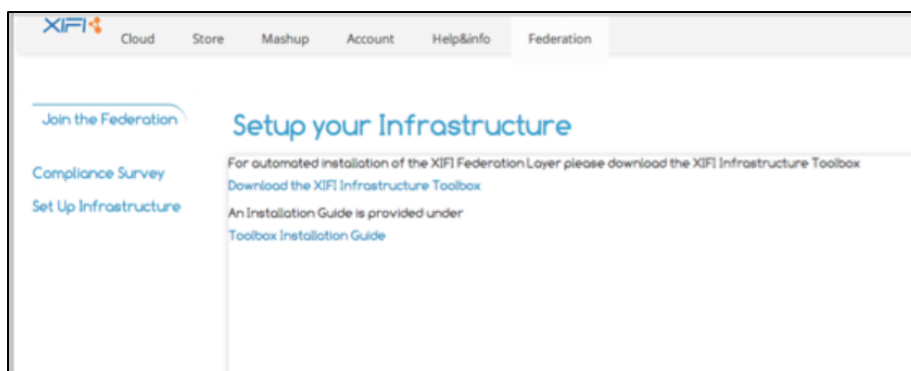 XIFI
Cloud Store Mashup Account Help&info Federation
Join the Federation
Compliance Survey
Set Up Infrastructure
Setup your Infrastructure
For automated installation of the XIFI Federation Layer please download the XIFI Infrastructure Toolbox
Download the XIFI Infrastructure Toolbox
An Installation Guide is provided under
Toolbox Installation Guide